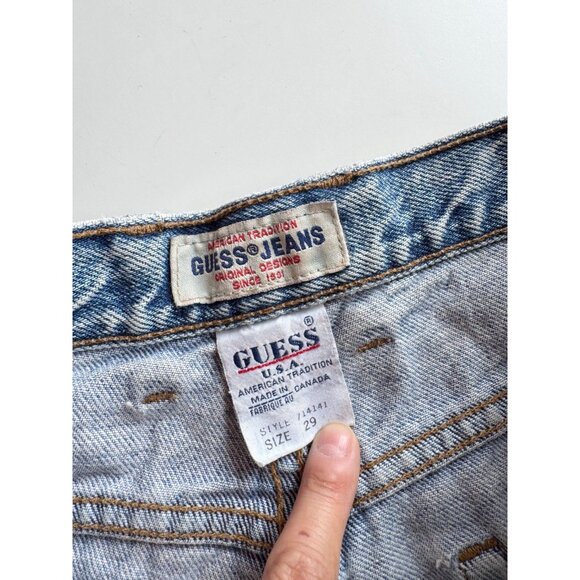 AMERICAN TRADITION
GUESS® JEANS
ORIGINAL DESIGNS
SINCE 1981
®
GUESS
U.S.A.
AMERICAN TRADITION
MADE IN CANADA
FABRIQUE AU
STYLE 714141
SIZE 29